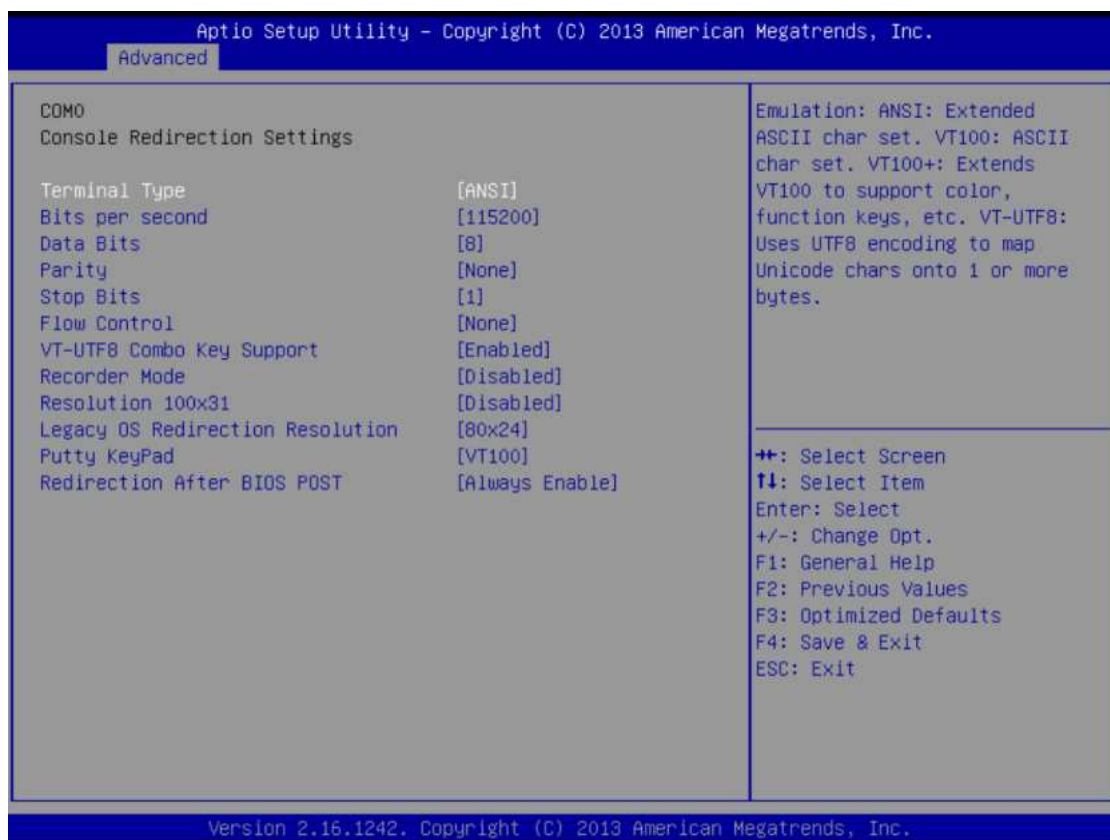 Aptio Setup Utility – Copyright (C) 2013 American Megatrends, Inc.
Advanced
COM0
Console Redirection Settings
Terminal Type [ANSI]
Bits per second [115200]
Data Bits [8]
Parity [None]
Stop Bits [1]
Flow Control [None]
VT-UTF8 Combo Key Support [Enabled]
Recorder Mode [Disabled]
Resolution 100x31 [Disabled]
Legacy OS Redirection Resolution [80x24]
Putty KeyPad [VT100]
Redirection After BIOS POST [Always Enable]
Emulation: ANSI: Extended
ASCII char set. VT100: ASCII
char set. VT100+: Extends
VT100 to support color,
function keys, etc. VT-UTF8:
Uses UTF8 encoding to map
Unicode chars onto 1 or more
bytes.
→←: Select Screen
↑↓: Select Item
Enter: Select
+/-: Change Opt.
F1: General Help
F2: Previous Values
F3: Optimized Defaults
F4: Save & Exit
ESC: Exit
Version 2.16.1242. Copyright (C) 2013 American Megatrends, Inc.